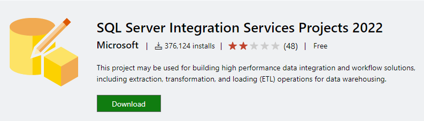 SQL Server Integration Services Projects 2022
Microsoft | 376,124 installs | (48) | Free
This project may be used for building high performance data integration and workflow solutions,
including extraction, transformation, and loading (ETL) operations for data warehousing.
Download